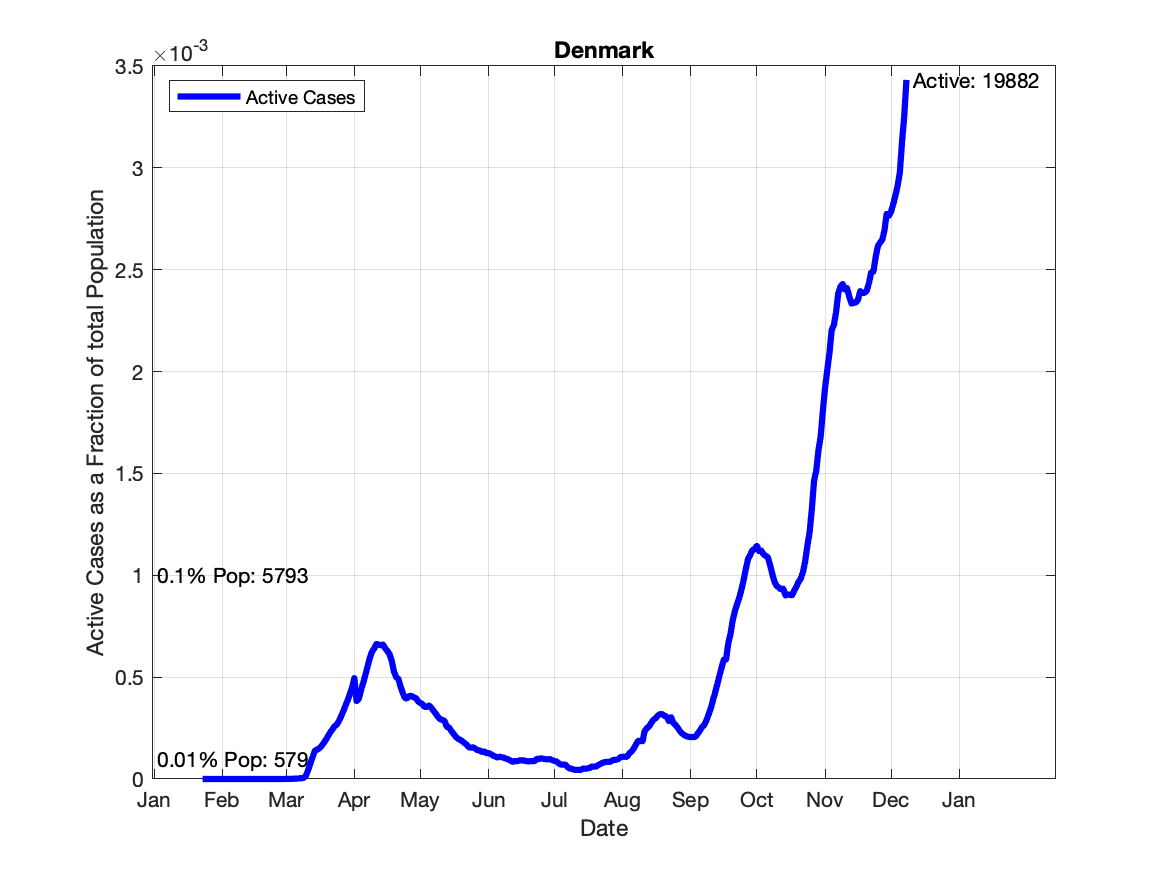 Denmark
×10-3
3.5
3
2.5
2
1.5
1
0.5
0
Active Cases as a Fraction of total Population
Active Cases
Active: 19882
0.1% Pop: 5793
0.01% Pop: 579
Jan Feb Mar Apr May Jun Jul Aug Sep Oct Nov Dec Jan
Date